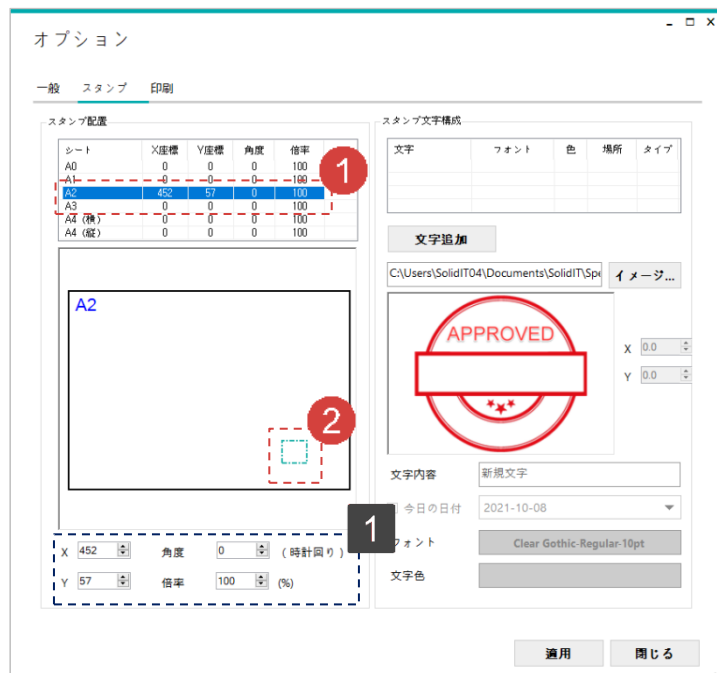 オプション
一般 スタンプ 印刷
スタンプ配置
シート X座標 Y座標 角度 倍率
A0 0 0 0 100
A1 0 0 0 100
A2 452 57 0 100
A3 0 0 0 100
A4 (横) 0 0 0 100
A4 (縦) 0 0 0 100
1
A2
2
X 452 角度 0 (時計回り)
Y 57 倍率 100 (%)
1
スタンプ文字構成
文字 フォント 色 場所 タイプ
文字追加
C:\Users\SolidIT04\Documents\SolidIT\Spe イメージ...
APPROVED
X 0.0
Y 0.0
文字内容 新規文字
今日の日付 2021-10-08
フォント Clear Gothic-Regular-10pt
文字色
適用 閉じる